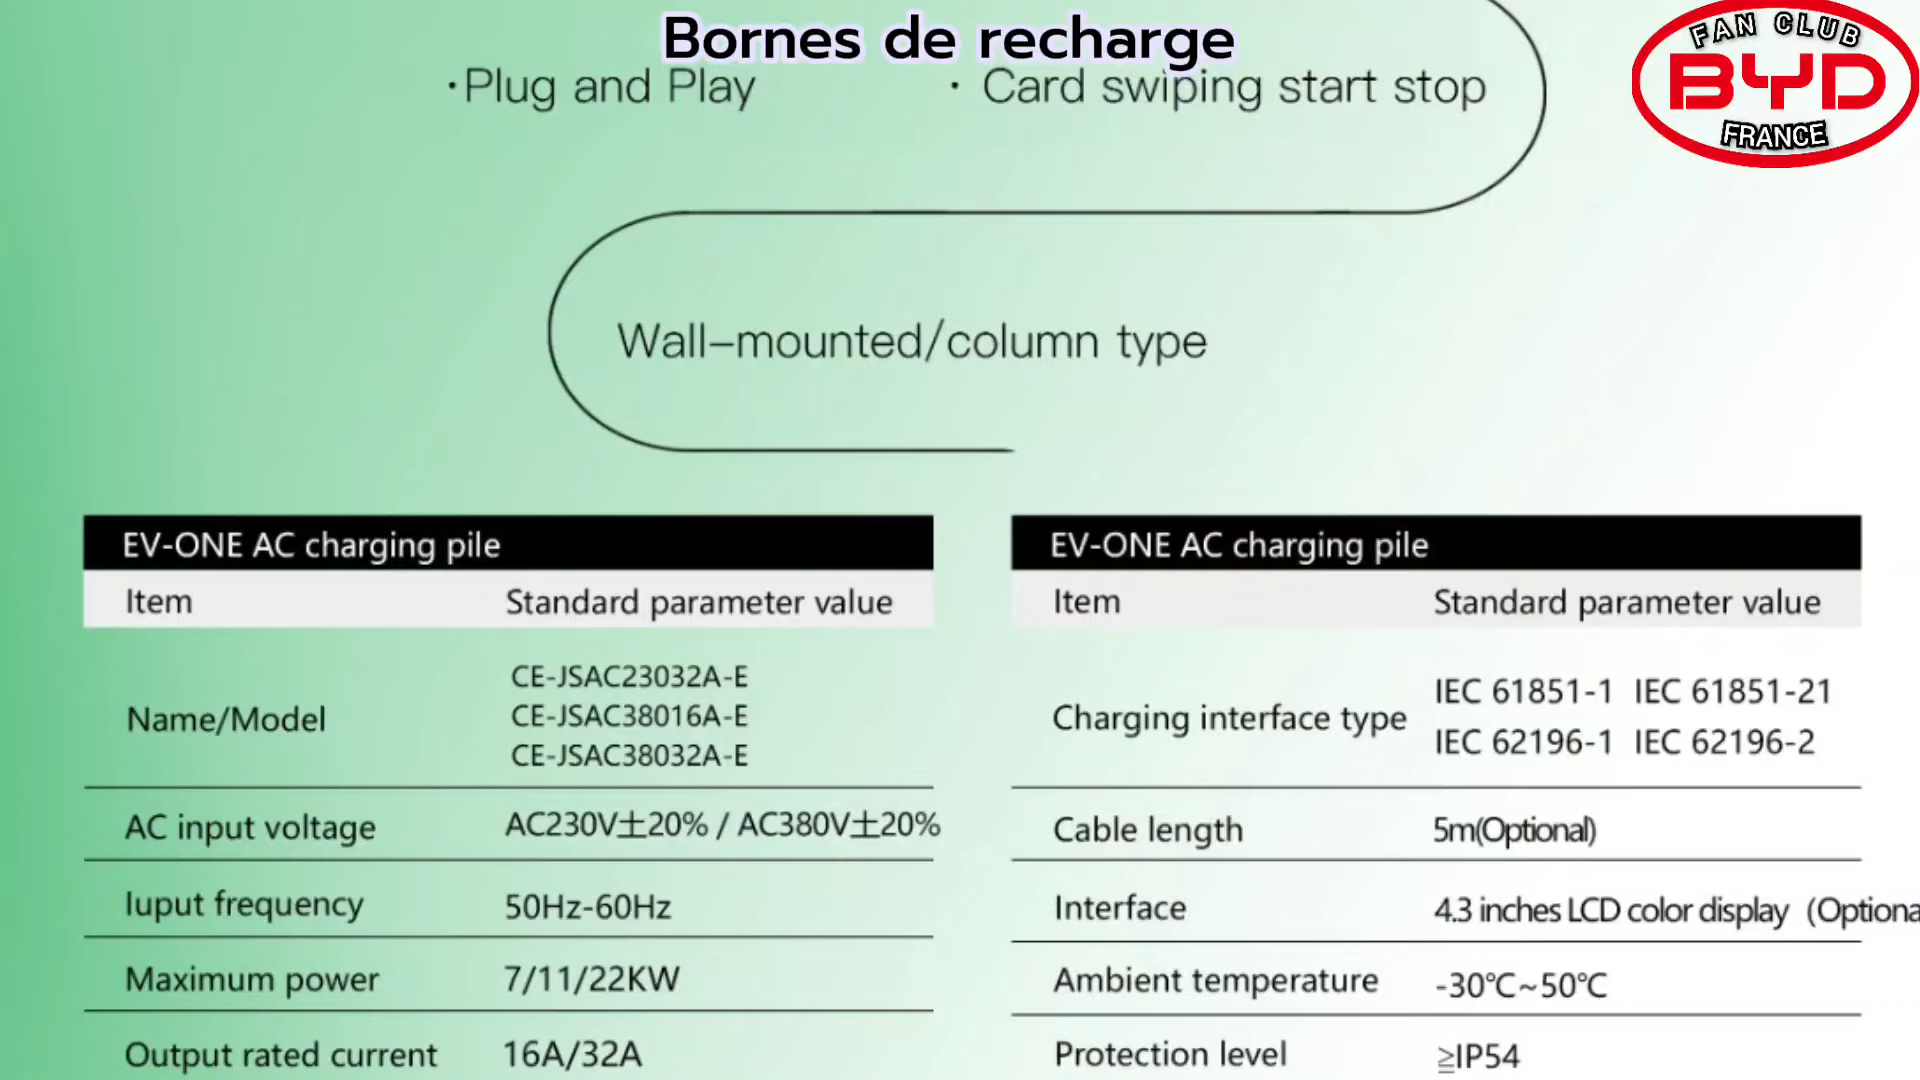 Bornes de recharge
FAN CLUB
BYD
FRANCE
·Plug and Play
· Card swiping start stop
Wall-mounted/column type
EV-ONE AC charging pile
Item Standard parameter value
Name/Model
CE-JSAC23032A-E
CE-JSAC38016A-E
CE-JSAC38032A-E
AC input voltage AC230V±20% / AC380V±20%
Iuput frequency 50Hz-60Hz
Maximum power 7/11/22KW
Output rated current 16A/32A
EV-ONE AC charging pile
Item Standard parameter value
Charging interface type
IEC 61851-1 IEC 61851-21
IEC 62196-1 IEC 62196-2
Cable length 5m(Optional)
Interface 4.3 inches LCD color display (Optiona
Ambient temperature -30℃~50℃
Protection level ≧IP54